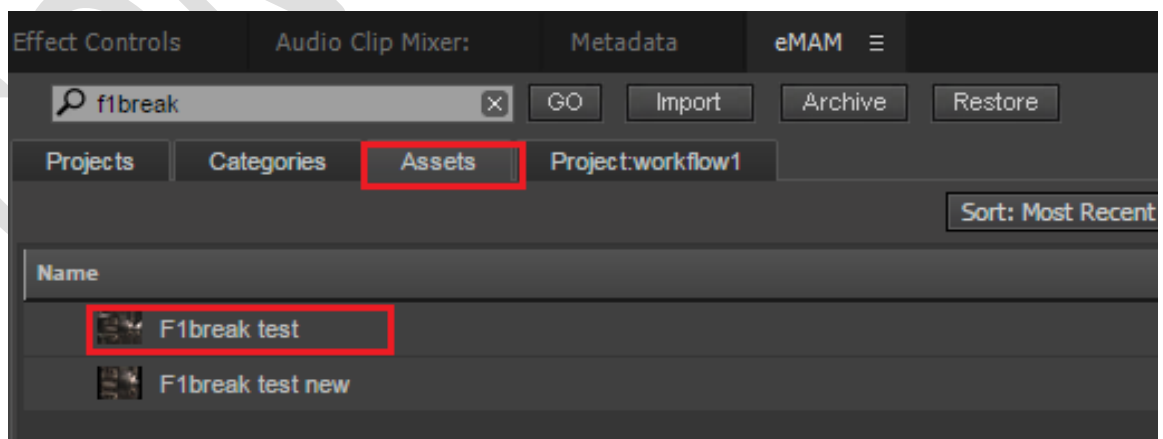 Effect Controls Audio Clip Mixer: Metadata eMAM
f1break GO Import Archive Restore
Projects Categories Assets Project:workflow1
Sort: Most Recent
Name
F1break test
F1break test new